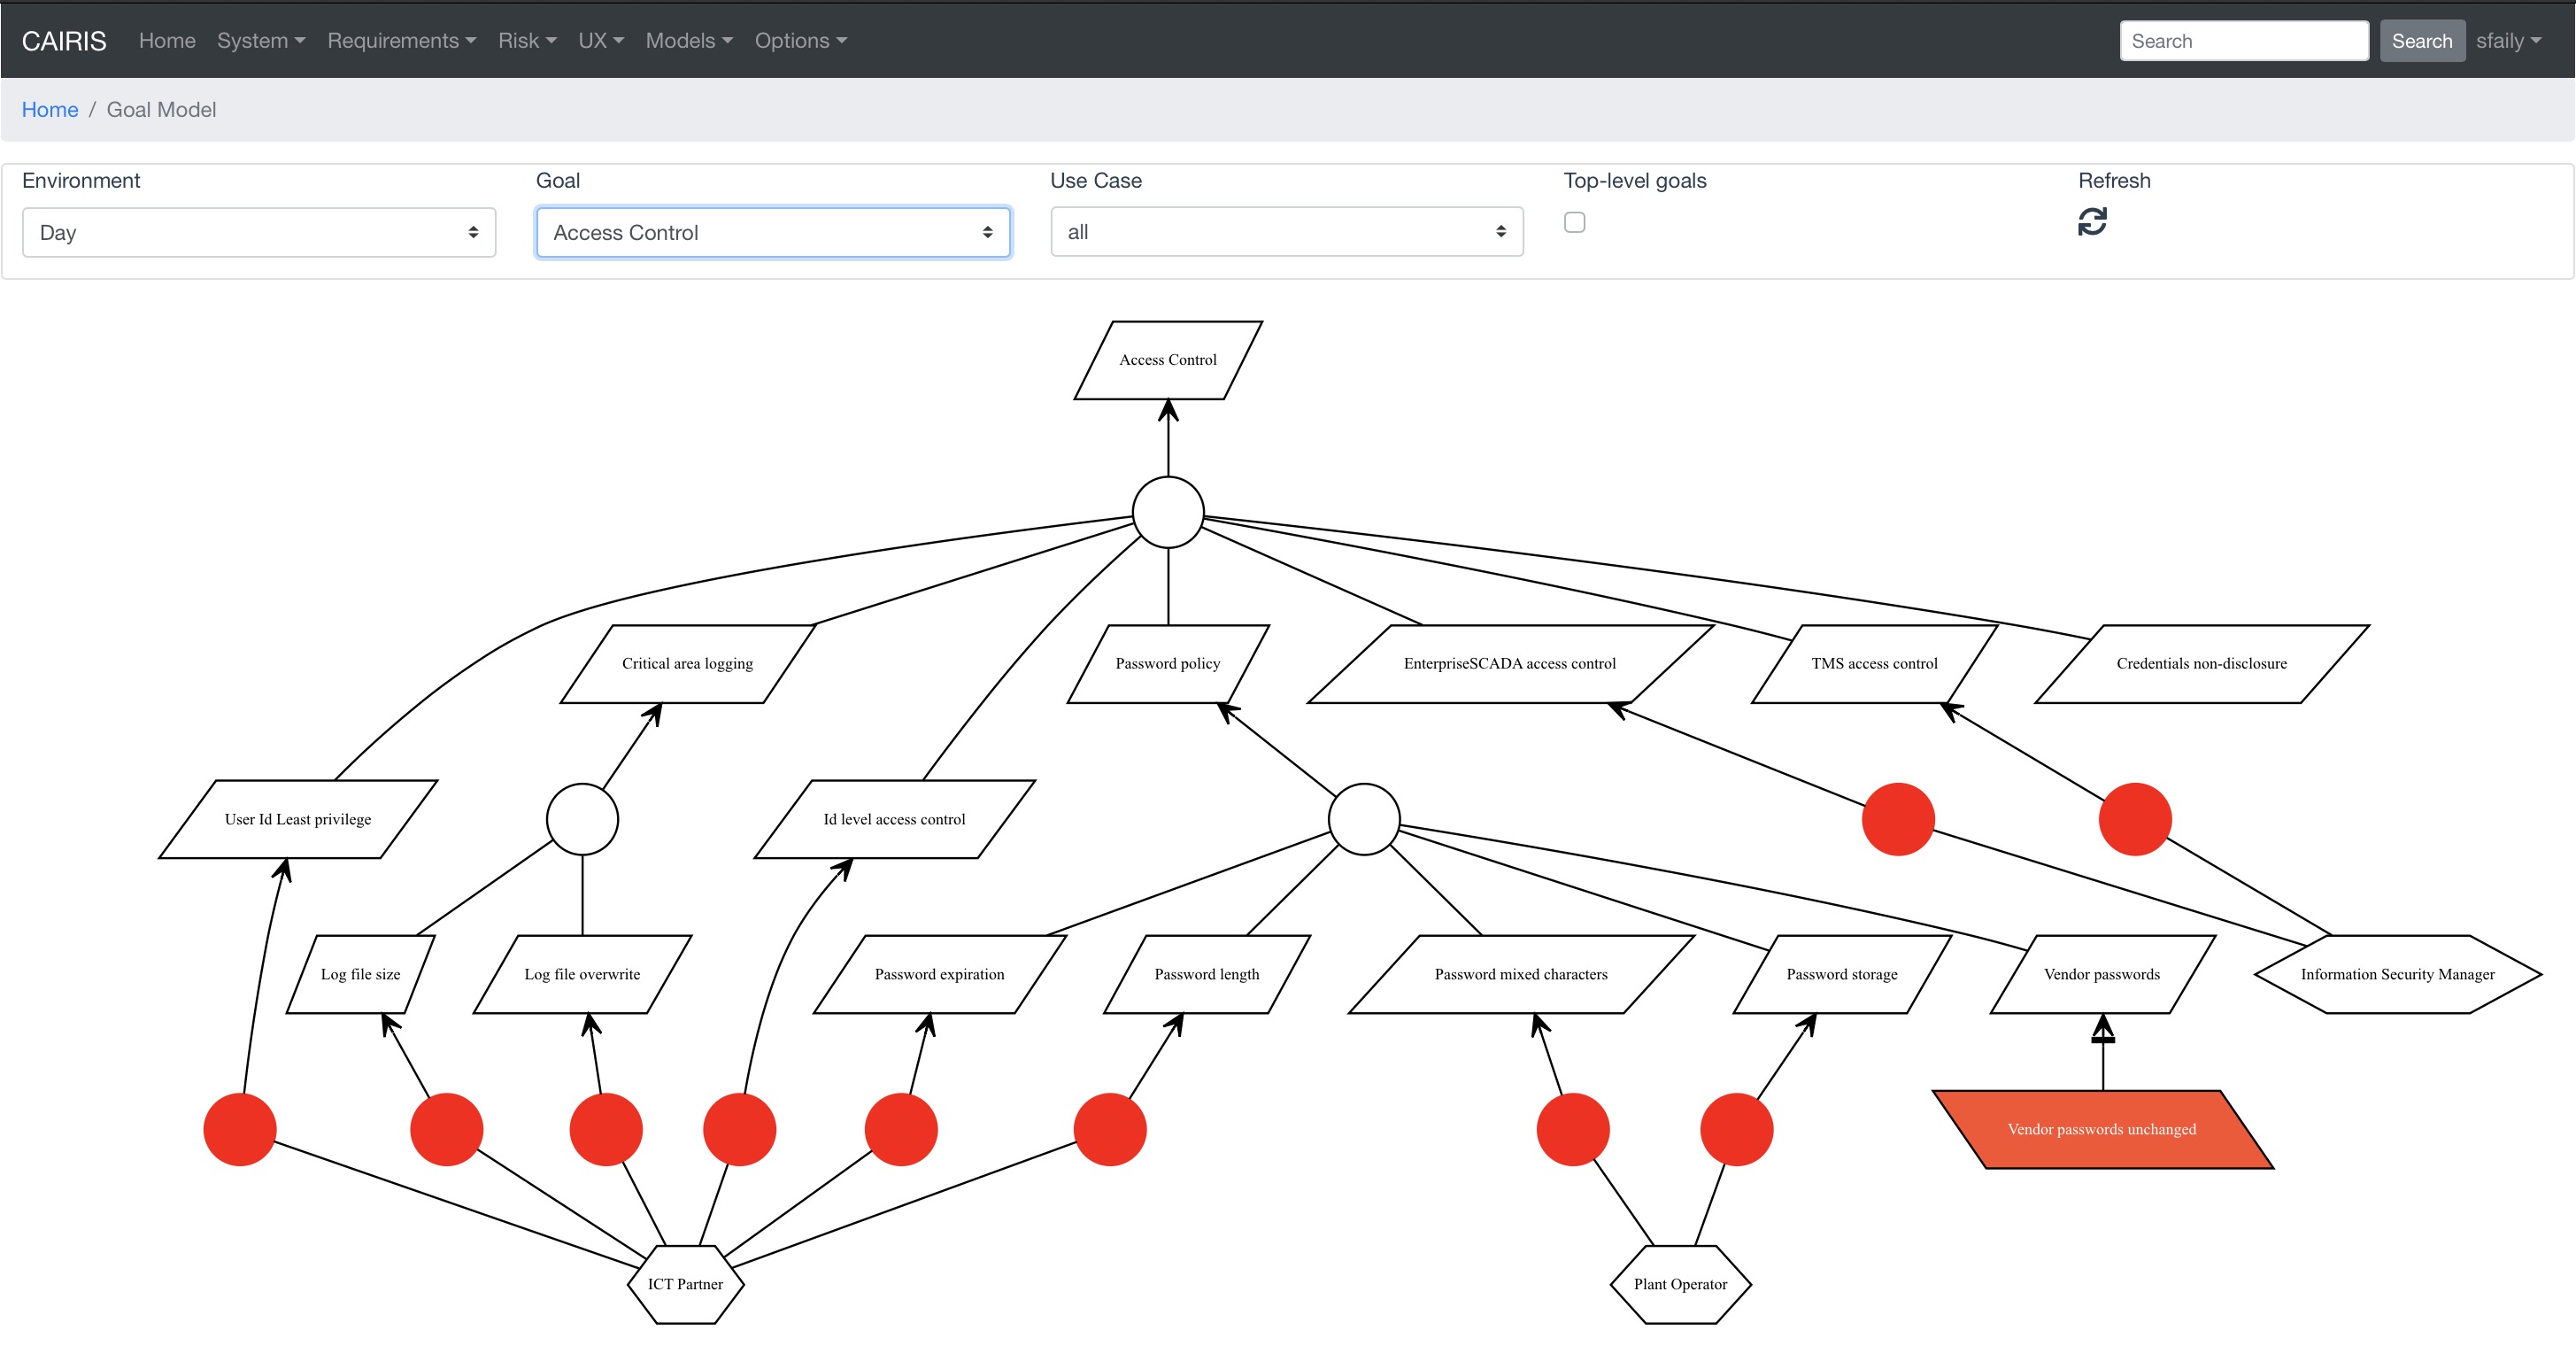 CAIRIS Home System Requirements Risk UX Models Options Search Search sfaily
Home / Goal Model
Environment Goal Use Case Top-level goals Refresh
Day Access Control all
Access Control
Critical area logging Password policy EnterpriseSCADA access control TMS access control Credentials non-disclosure
User Id Least privilege Id level access control
Log file size Log file overwrite Password expiration Password length Password mixed characters Password storage Vendor passwords Information Security Manager
Vendor passwords unchanged
ICT Partner Plant Operator